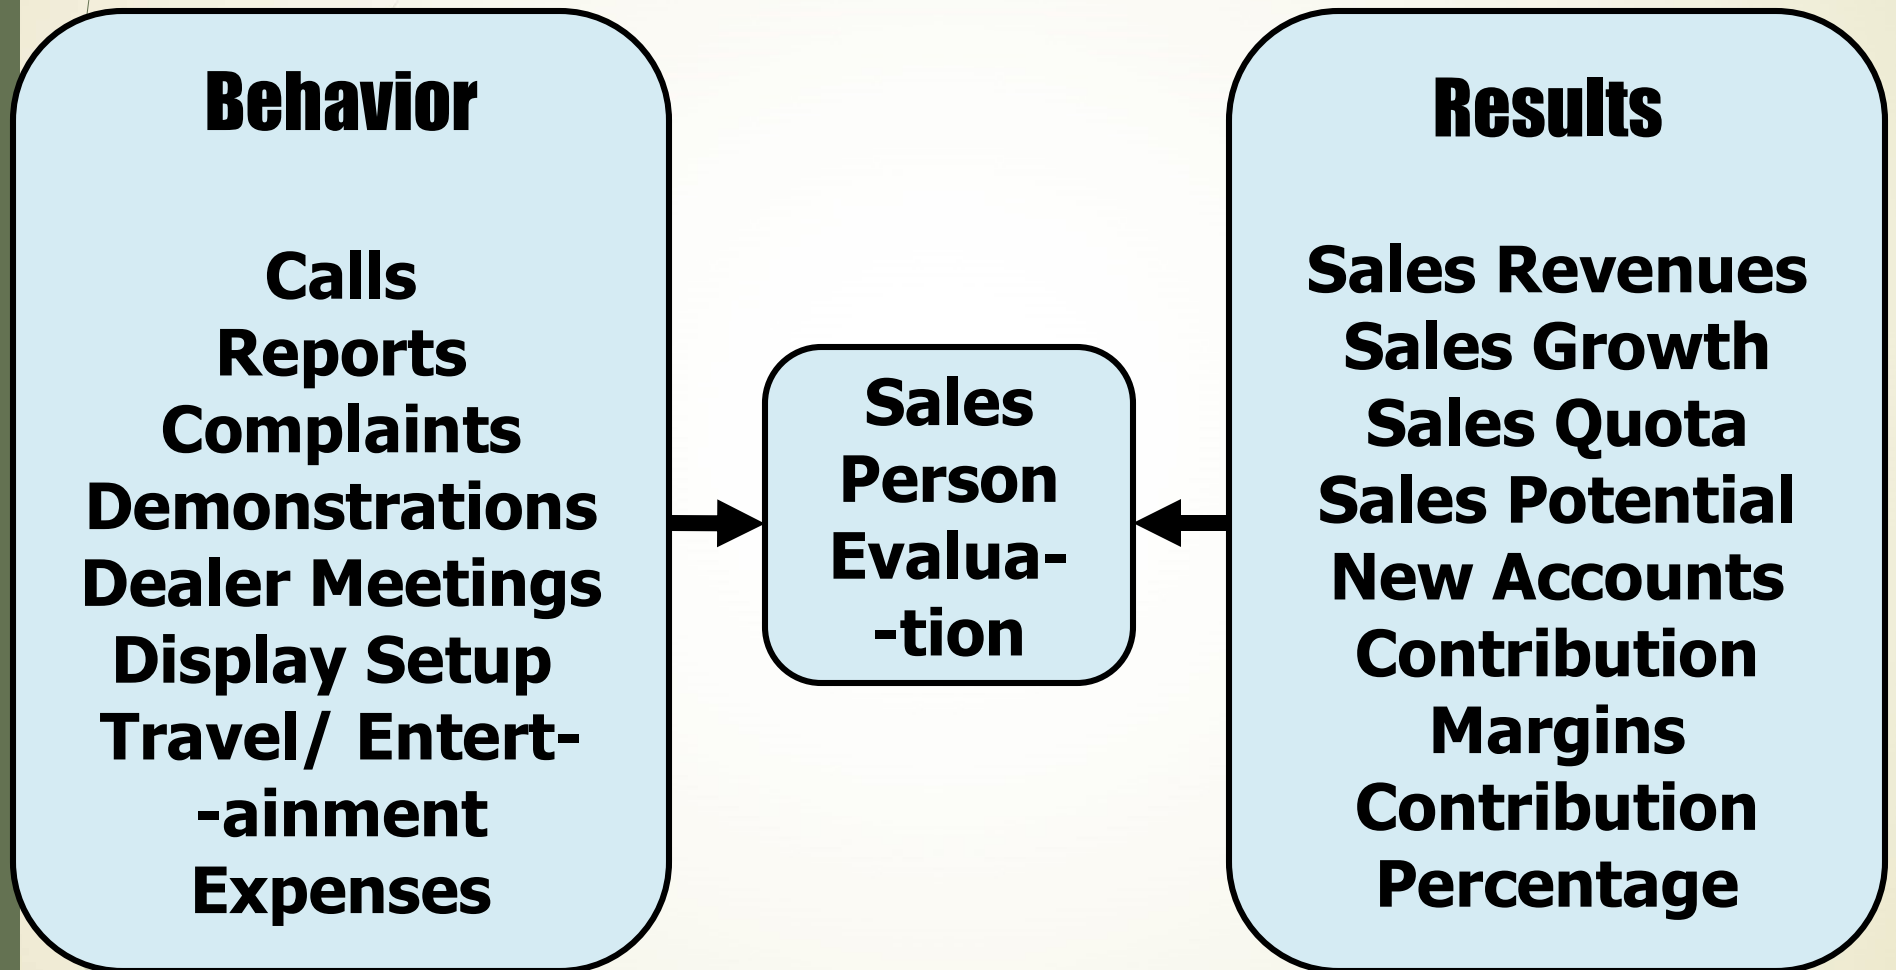 Behavior
Calls
Reports
Complaints
Demonstrations
Dealer Meetings
Display Setup
Travel/ Entert-
-ainment
Expenses
Sales
Person
Evalua-
-tion
Results
Sales Revenues
Sales Growth
Sales Quota
Sales Potential
New Accounts
Contribution
Margins
Contribution
Percentage